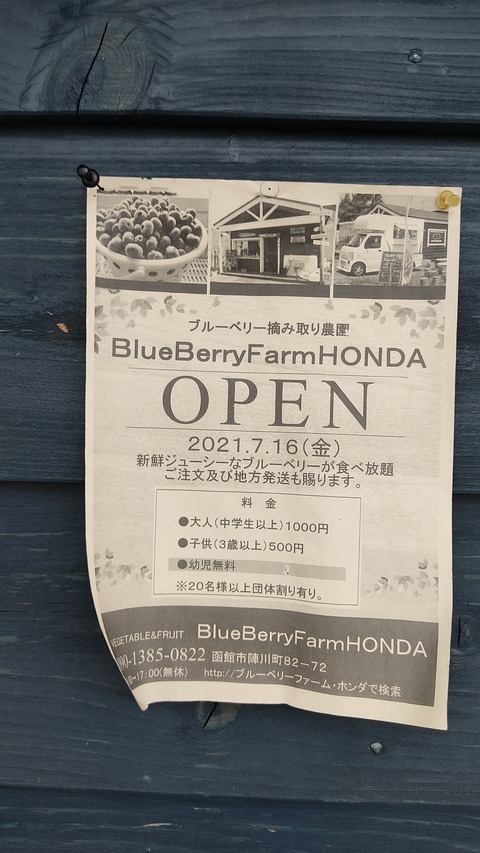 ブルーベリー摘み取り農園
BlueBerryFarmHONDA
OPEN
2021.7.16(金)
新鮮ジューシーなブルーベリーが食べ放題
ご注文及び地方発送も賜ります。
料 金
●大人(中学生以上)1000円
●子供(3歳以上)500円
●幼児無料
※20名様以上団体割り有り。
VEGETABLE&FRUIT BlueBerryFarmHONDA
090-1385-0822 函館市陣川町82-72
~17:00(無休) http://ブルーベリーファーム・ホンダで検索